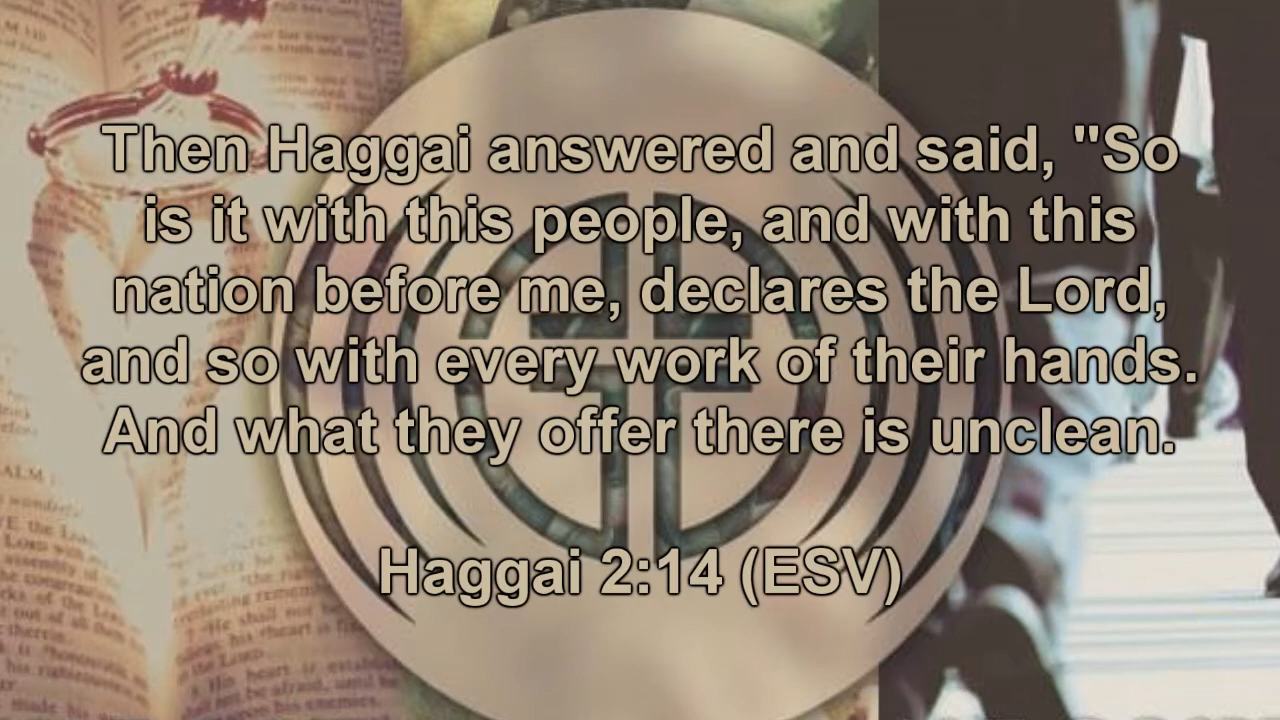 Then Haggai answered and said, "So
is it with this people, and with this
nation before me, declares the Lord,
and so with every work of their hands.
And what they offer there is unclean.
Haggai 2:14 (ESV)